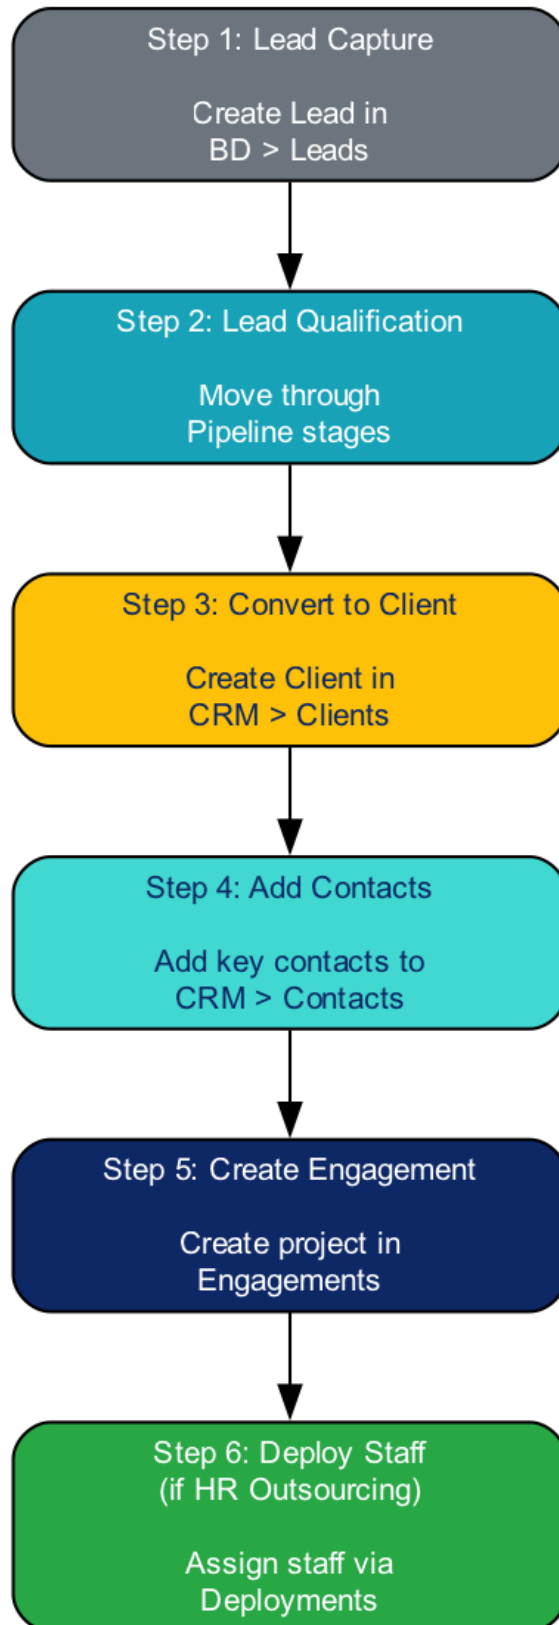 Step 1: Lead Capture
Create Lead in
BD > Leads
Step 2: Lead Qualification
Move through
Pipeline stages
Step 3: Convert to Client
Create Client in
CRM > Clients
Step 4: Add Contacts
Add key contacts to
CRM > Contacts
Step 5: Create Engagement
Create project in
Engagements
Step 6: Deploy Staff
(if HR Outsourcing)
Assign staff via
Deployments